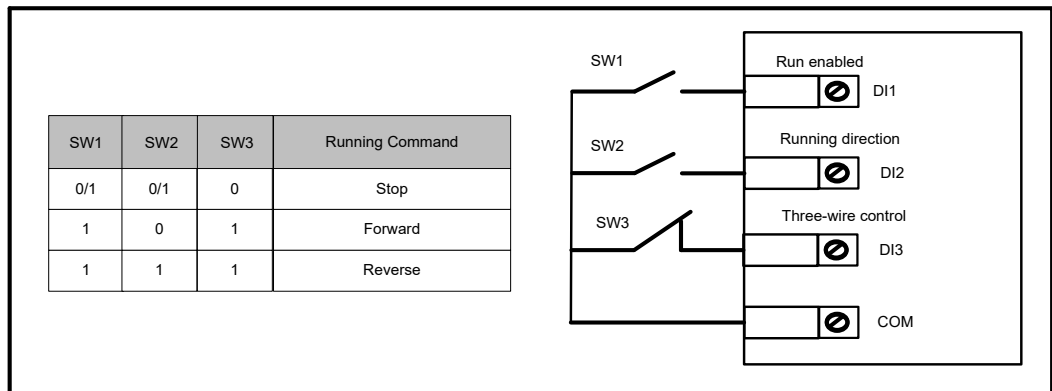 SW1 SW2 SW3 Running Command
0/1 0/1 0 Stop
1 0 1 Forward
1 1 1 Reverse
SW1
Run enabled
DI1
SW2
Running direction
DI2
SW3
Three-wire control
DI3
COM